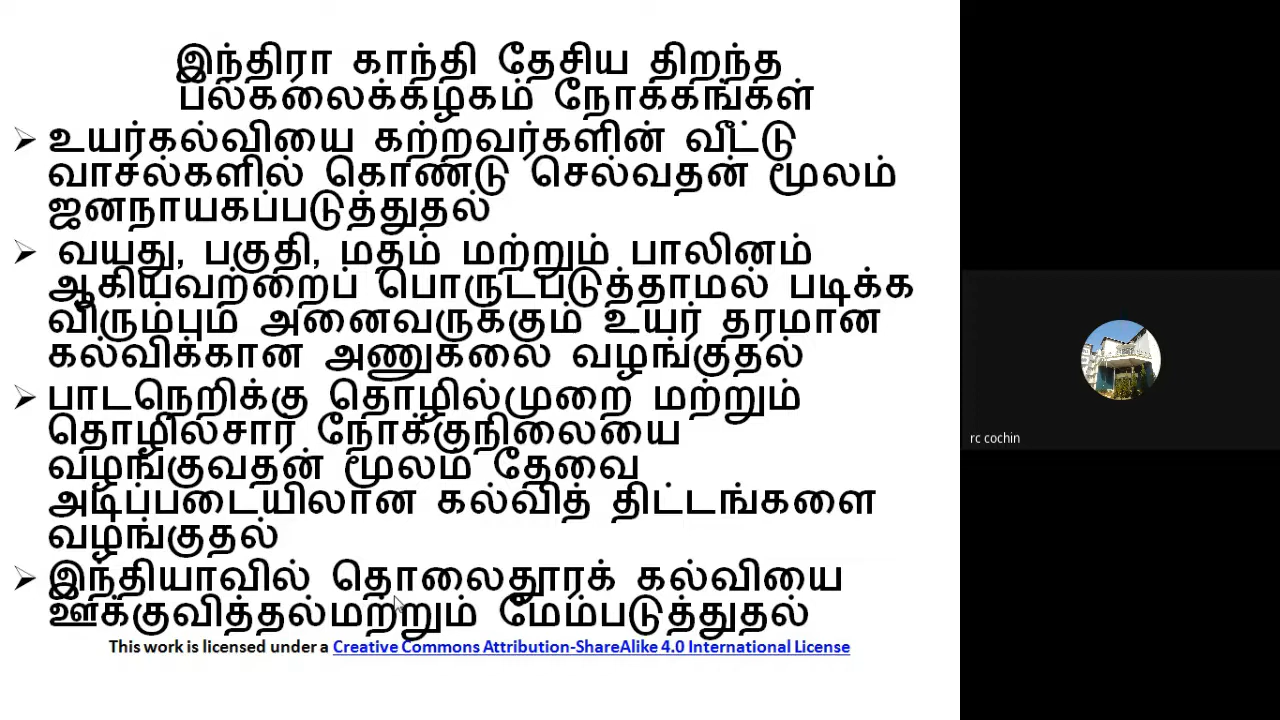 இந்திரா காந்தி தேசிய திறந்த
பல்கலைக்கழகம் நோக்கங்கள்
➢ உயர்கல்வியை கற்றவர்களின் வீட்டு
வாசல்களில் கொண்டு செல்வதன் மூலம்
ஜனநாயகப்படுத்துதல்
➢ வயது, பகுதி, மதம் மற்றும் பாலினம்
ஆகியவற்றைப் பொருட்படுத்தாமல் படிக்க
விரும்பும் அனைவருக்கும் உயர் தரமான
கல்விக்கான அணுகலை வழங்குதல்
➢ பாடநெறிக்கு தொழில்முறை மற்றும்
தொழில்சார் நோக்குநிலையை
வழங்குவதன் மூலம் தேவை
அடிப்படையிலான கல்வித் திட்டங்களை
வழங்குதல்
➢ இந்தியாவில் தொலைதூரக் கல்வியை
ஊக்குவித்தல்மற்றும் மேம்படுத்துதல்
This work is licensed under a Creative Commons Attribution-ShareAlike 4.0 International License
rc cochin